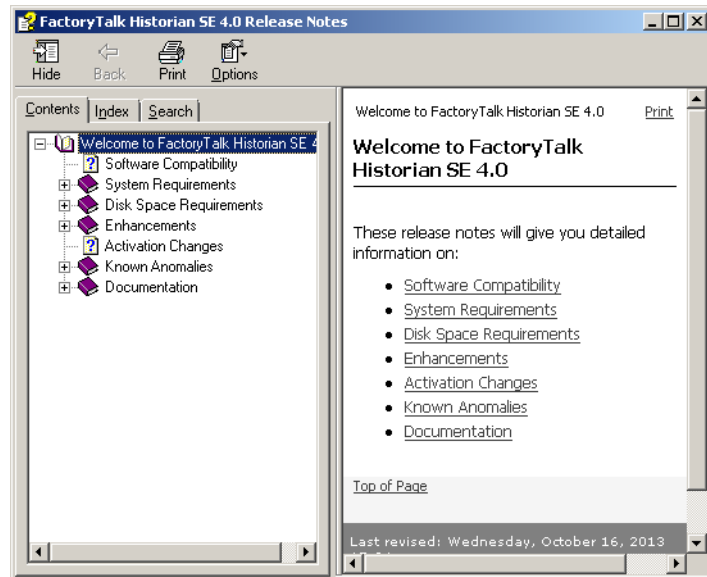 FactoryTalk Historian SE 4.0 Release Notes
Hide Back Print Options
Contents Index Search
Welcome to FactoryTalk Historian SE 4
Software Compatibility
System Requirements
Disk Space Requirements
Enhancements
Activation Changes
Known Anomalies
Documentation
Welcome to FactoryTalk Historian SE 4.0 Print
Welcome to FactoryTalk
Historian SE 4.0
These release notes will give you detailed
information on:
Software Compatibility
System Requirements
Disk Space Requirements
Enhancements
Activation Changes
Known Anomalies
Documentation
Top of Page
Last revised: Wednesday, October 16, 2013